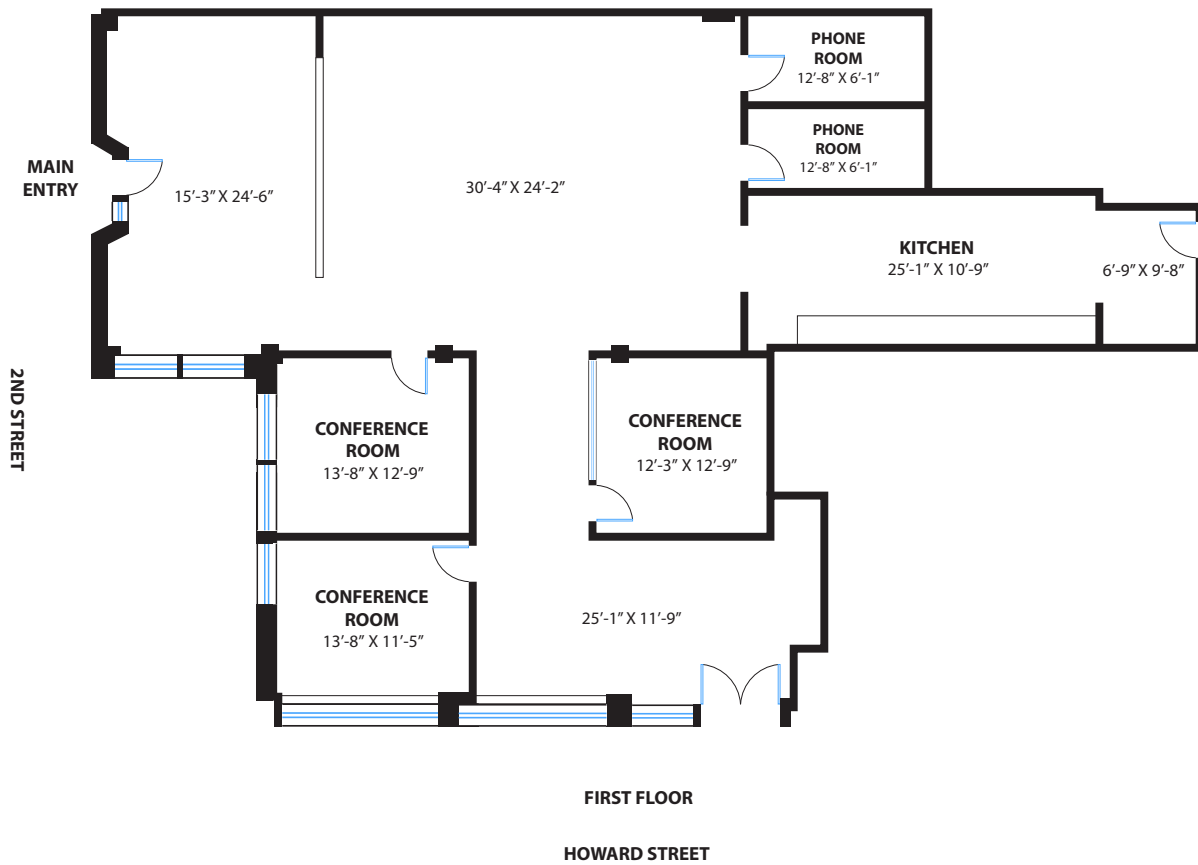 PHONE
ROOM
12’-8” X 6’-1”
PHONE
ROOM
12’-8” X 6’-1”
MAIN
ENTRY
15’-3” X 24’-6”
30’-4” X 24’-2”
KITCHEN
25’-1” X 10’-9”
6’-9” X 9’-8”
2ND STREET
CONFERENCE
ROOM
13’-8” X 12’-9”
CONFERENCE
ROOM
12’-3” X 12’-9”
CONFERENCE
ROOM
13’-8” X 11’-5”
25’-1” X 11’-9”
FIRST FLOOR
HOWARD STREET